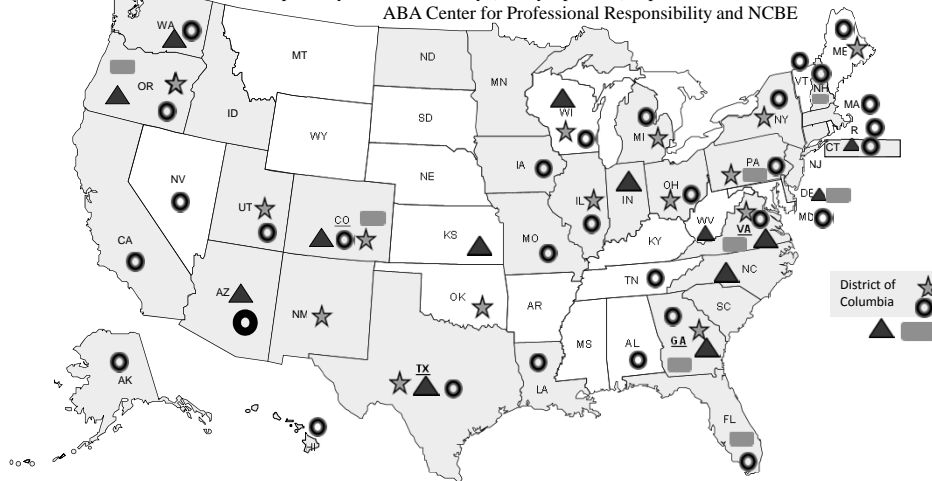 ABA Center for Professional Responsibility and NCBE
WA
MT
ND
MN
ME
VT
NH
OR
ID
SD
WI
MI
NY
MA
R
CT
WY
IA
PA
NJ
NE
NV
UT
CO
IL
IN
OH
DE
MD
WV
VA
CA
KS
MO
KY
NC
TN
AZ
NM
OK
AR
SC
District of
Columbia
MS
AL
GA
AK
TX
LA
FL